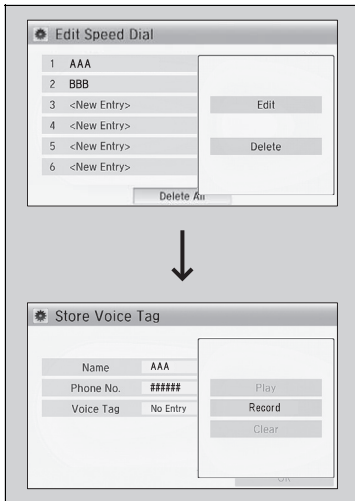 Edit Speed Dial
1 AAA
2 BBB
3 <New Entry>
4 <New Entry>
5 <New Entry>
6 <New Entry>
Edit
Delete
Delete All
Store Voice Tag
Name AAA
Phone No. ######
Voice Tag No Entry
Play
Record
Clear
OK